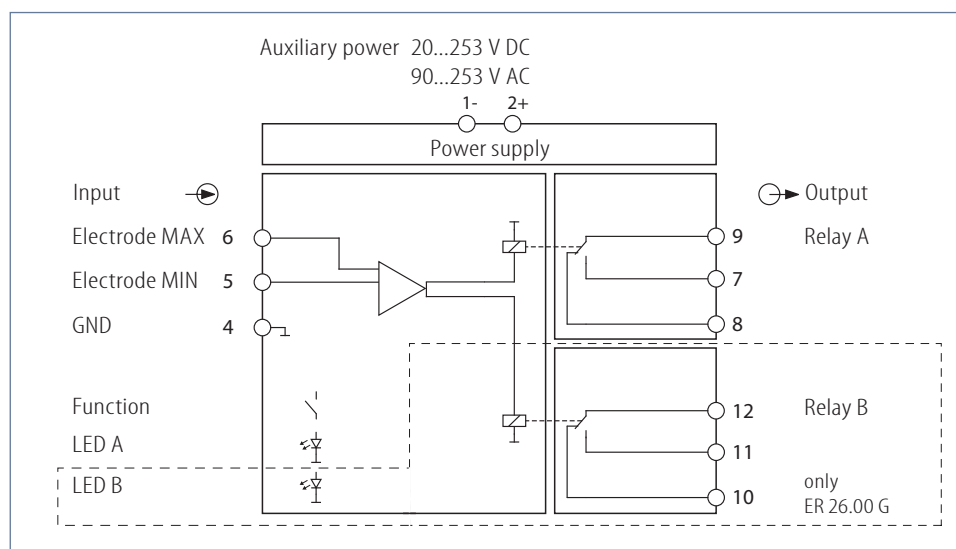 Auxiliary power 20...253 V DC
90...253 V AC
1- 2+
Power supply
Input Output
Electrode MAX 6 9 Relay A
Electrode MIN 5 7
GND 4 8
Function 12 Relay B
LED A 11
LED B 10 only
ER 26.00 G